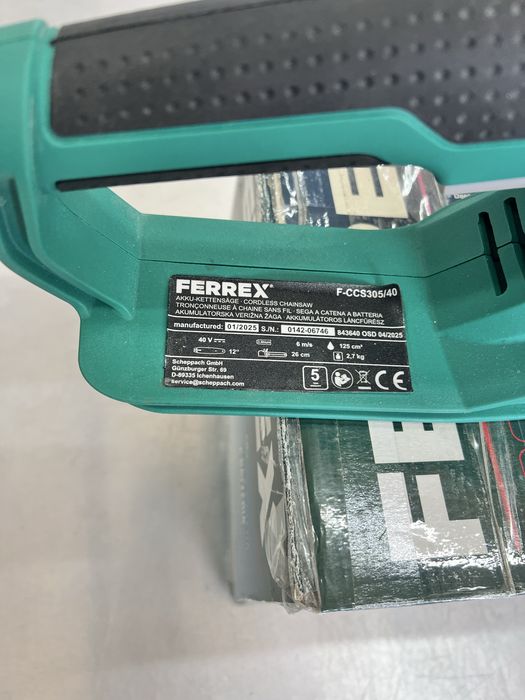 FERREX® F-CCS305/40
AKKU-KETTENSÄGE · CORDLESS CHAINSAW
TRONÇONNEUSE À CHAINE SANS FIL · SEGA A CATENA A BATTERIA
AKUMULATORSKA VERIŽNA ŽAGA · AKKUMULÁTOROS LÁNCFŰRÉSZ
manufactured: 01/2025 S./N.: 0142-06746 843640 OSD 04/2025
40 V 6 m/s 125 cm³
12" 26 cm 2,7 kg
Scheppach GmbH
Günzburger Str. 69
D-89335 Ichenhausen
service@scheppach.com
5 CE
FE